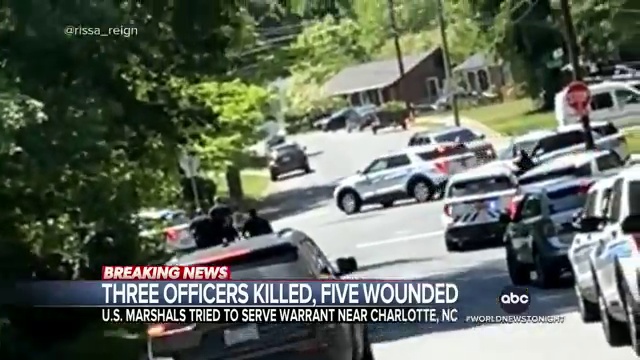 @rissa_reign
BREAKING NEWS
THREE OFFICERS KILLED, FIVE WOUNDED
abc
U.S. MARSHALS TRIED TO SERVE WARRANT NEAR CHARLOTTE, NC
#WORLDNEWSTONIGHT